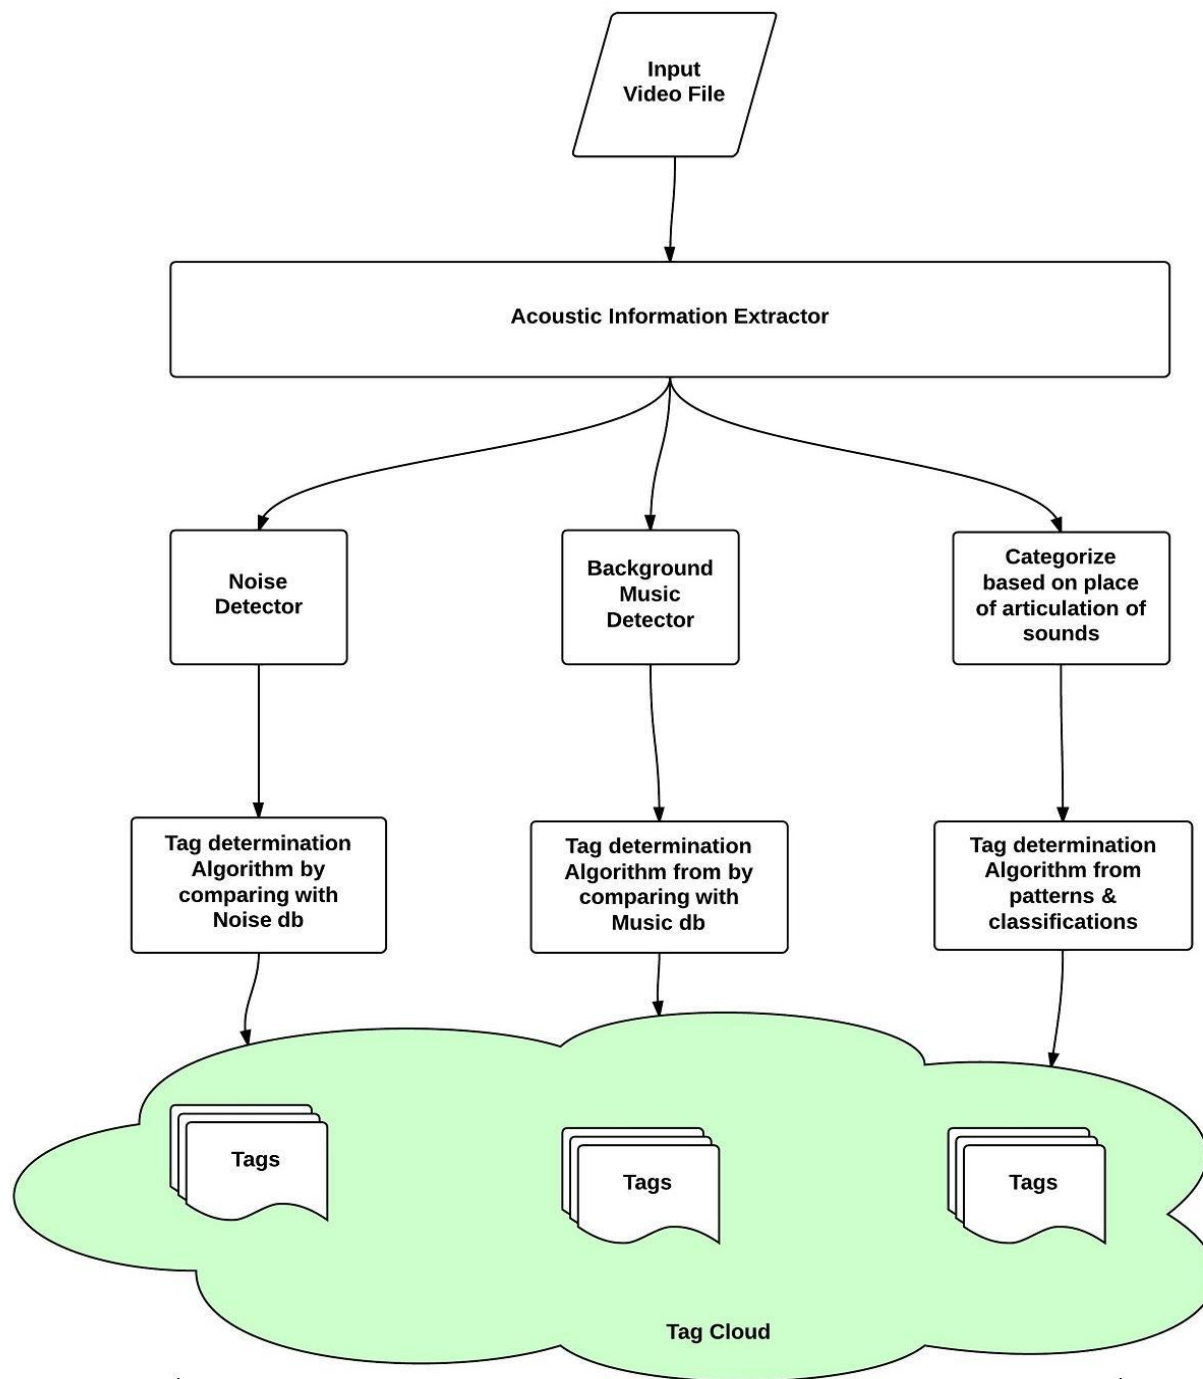 Input
Video File
Acoustic Information Extractor
Noise
Detector
Background
Music
Detector
Categorize
based on place
of articulation of
sounds
Tag determination
Algorithm by
comparing with
Noise db
Tag determination
Algorithm from by
comparing with
Music db
Tag determination
Algorithm from
patterns &
classifications
Tags
Tags
Tags
Tag Cloud